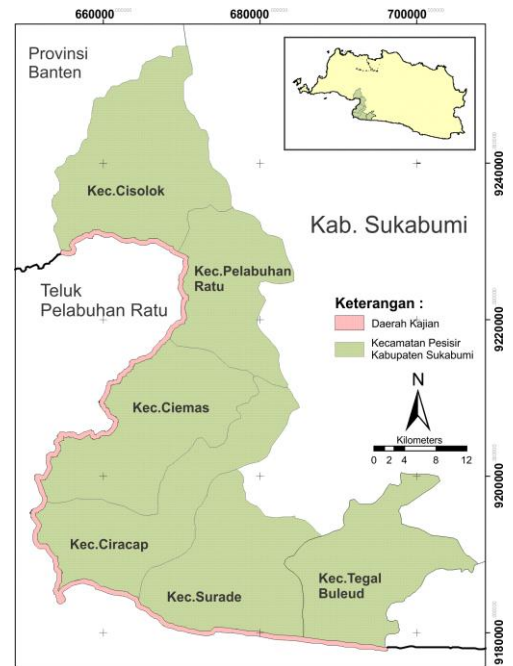 660000
680000
700000
Provinsi
Banten
Kec.Cisolok
Kab. Sukabumi
Kec.Pelabuhan
Ratu
Teluk
Pelabuhan Ratu
Keterangan :
Daerah Kajian
Kecamatan Pesisir
Kabupaten Sukabumi
N
Kilometers
0 2 4 8 12
Kec.Ciemas
Kec.Ciracap
Kec.Surade
Kec.Tegal
Buleud
9240000
9220000
9200000
9180000